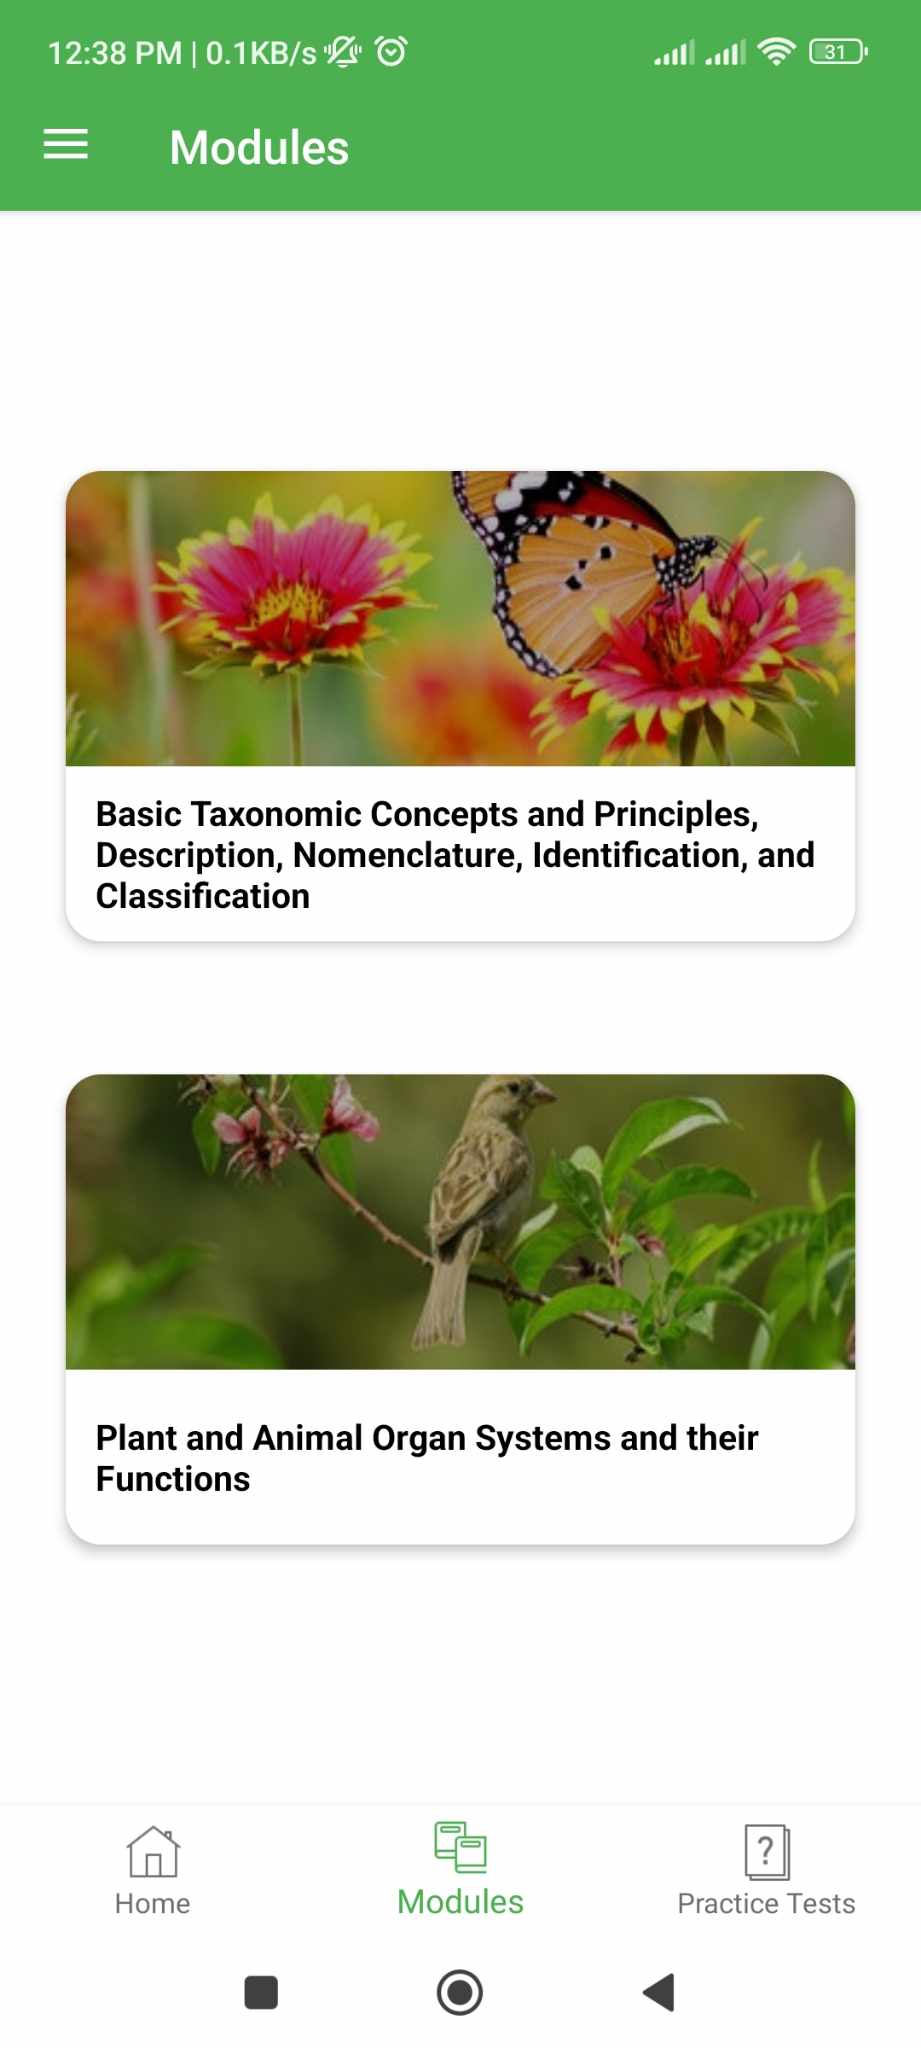 12:38 PM | 0.1KB/s
31
Modules
Basic Taxonomic Concepts and Principles,
Description, Nomenclature, Identification, and
Classification
Plant and Animal Organ Systems and their
Functions
?
Home
Modules
Practice Tests